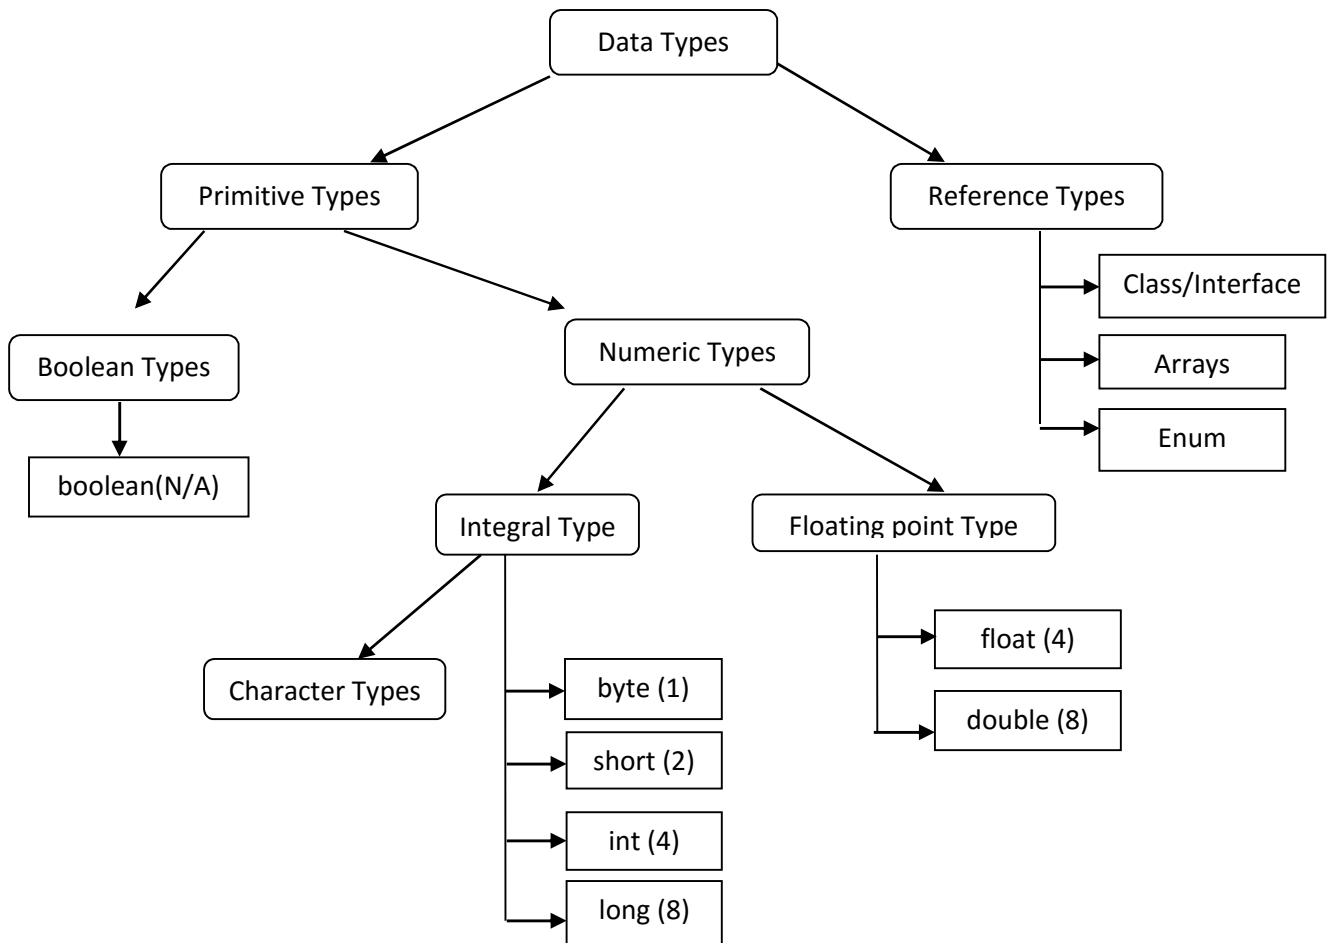 Data Types
Primitive Types
Reference Types
Class/Interface
Arrays
Enum
Boolean Types
boolean(N/A)
Numeric Types
Integral Type
Floating point Type
Character Types
byte (1)
short (2)
int (4)
long (8)
float (4)
double (8)